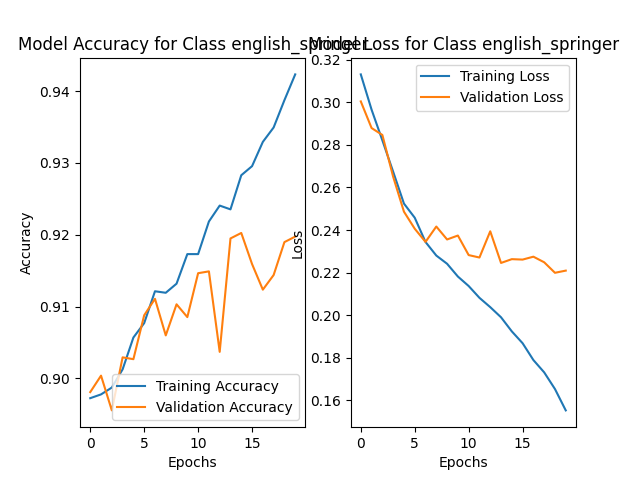 Model Accuracy for Class english_springer
Model Loss for Class english_springer
Accuracy
0.94
0.93
0.92
0.91
0.90
Training Accuracy
Validation Accuracy
0 5 10 15
Epochs
Loss
0.32
0.30
0.28
0.26
0.24
0.22
0.20
0.18
0.16
Training Loss
Validation Loss
0 5 10 15
Epochs